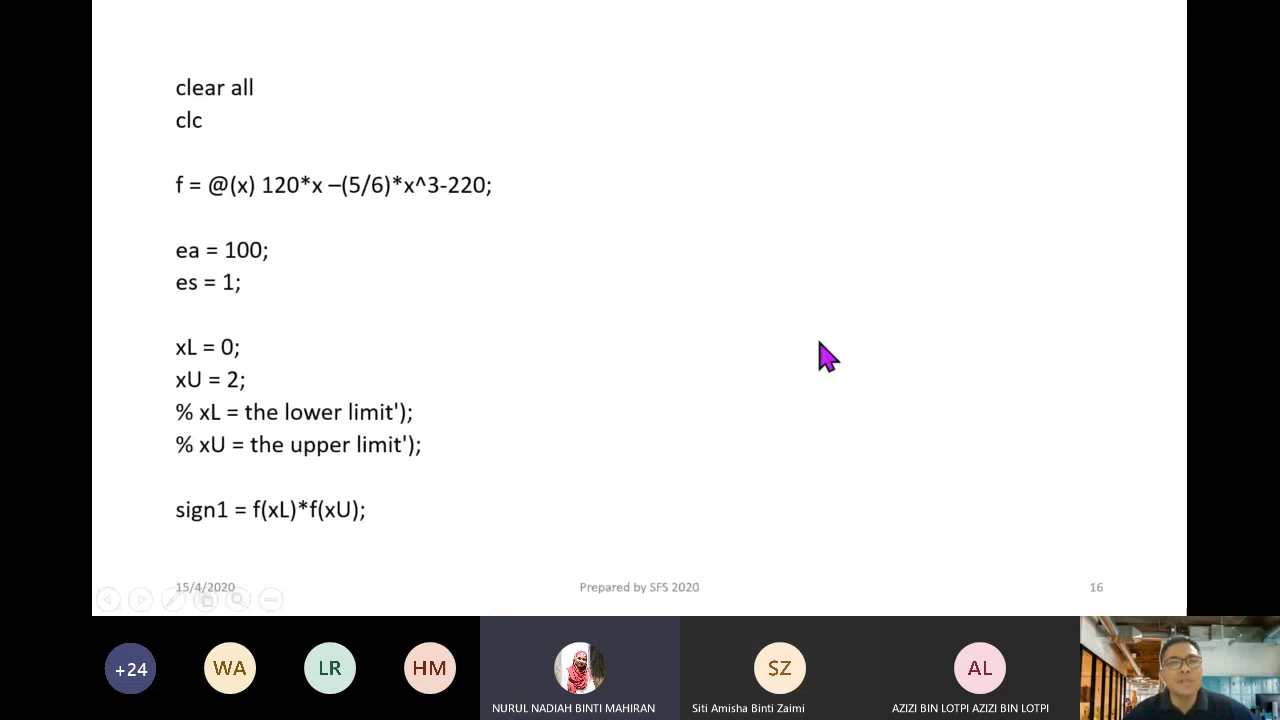 clear all
clc
f = @(x) 120*x –(5/6)*x^3-220;
ea = 100;
es = 1;
xL = 0;
xU = 2;
% xL = the lower limit');
% xU = the upper limit');
sign1 = f(xL)*f(xU);
15/4/2020
Prepared by SFS 2020
16
+24
WA
LR
HM
NURUL NADIAH BINTI MAHIRAN
SZ
Siti Amisha Binti Zaimi
AL
AZIZI BIN LOTPI AZIZI BIN LOTPI